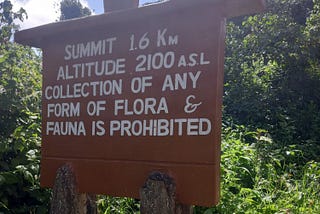 SUMMIT 1.6 KM
ALTITUDE 2100 A.S.L
COLLECTION OF ANY
FORM OF FLORA &
FAUNA IS PROHIBITED